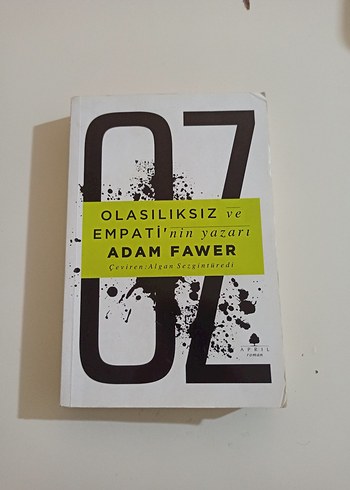 OZ
OLASILIKSIZ ve
EMPATİ'nin yazarı
ADAM FAWER
Çeviren: Algan Sezgintüredi
APRIL
roman